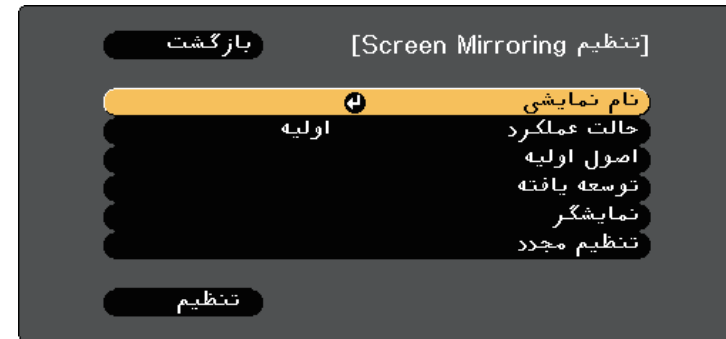 [تنظیم Screen Mirroring] بازگشت
نام نمایشی
حالت عملکرد اولیه
اصول اولیه
توسعه یافته
نمایشگر
تنظیم مجدد
تنظیم